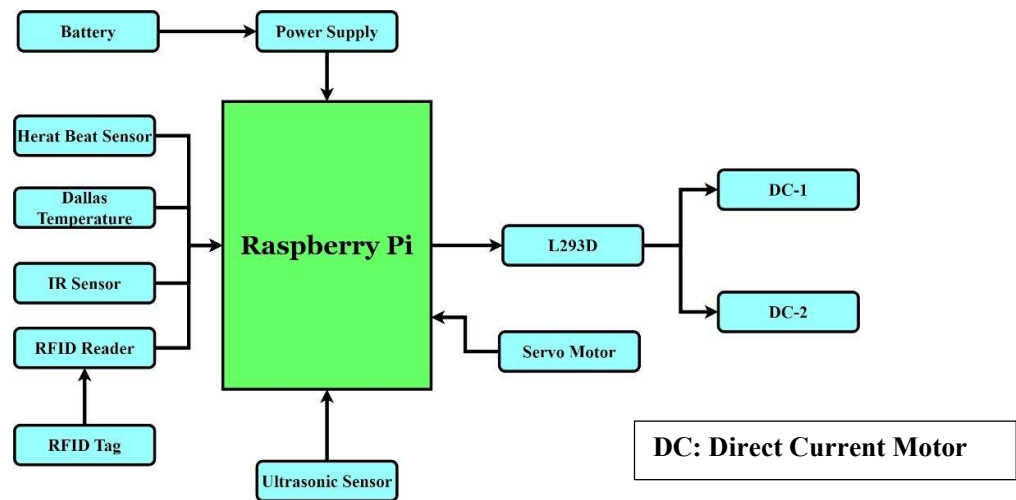 Battery
Power Supply
Herat Beat Sensor
Dallas
Temperature
IR Sensor
RFID Reader
RFID Tag
Raspberry Pi
Ultrasonic Sensor
L293D
Servo Motor
DC-1
DC-2
DC: Direct Current Motor